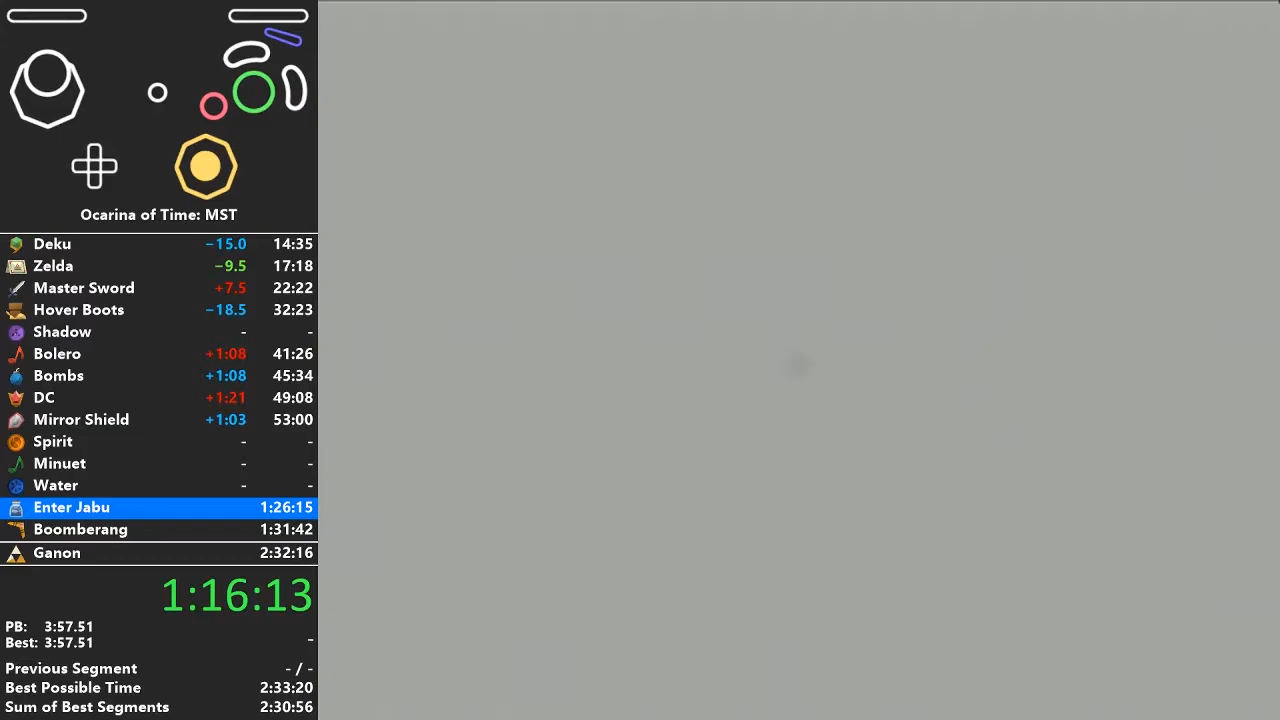 Ocarina of Time: MST
Deku −15.0 14:35
Zelda −9.5 17:18
Master Sword +7.5 22:22
Hover Boots −18.5 32:23
Shadow - -
Bolero +1:08 41:26
Bombs +1:08 45:34
DC +1:21 49:08
Mirror Shield +1:03 53:00
Spirit - -
Minuet - -
Water - -
Enter Jabu 1:26:15
Boomberang 1:31:42
Ganon 2:32:16
1:16:13
PB: 3:57.51
Best: 3:57.51 -
Previous Segment - / -
Best Possible Time 2:33:20
Sum of Best Segments 2:30:56